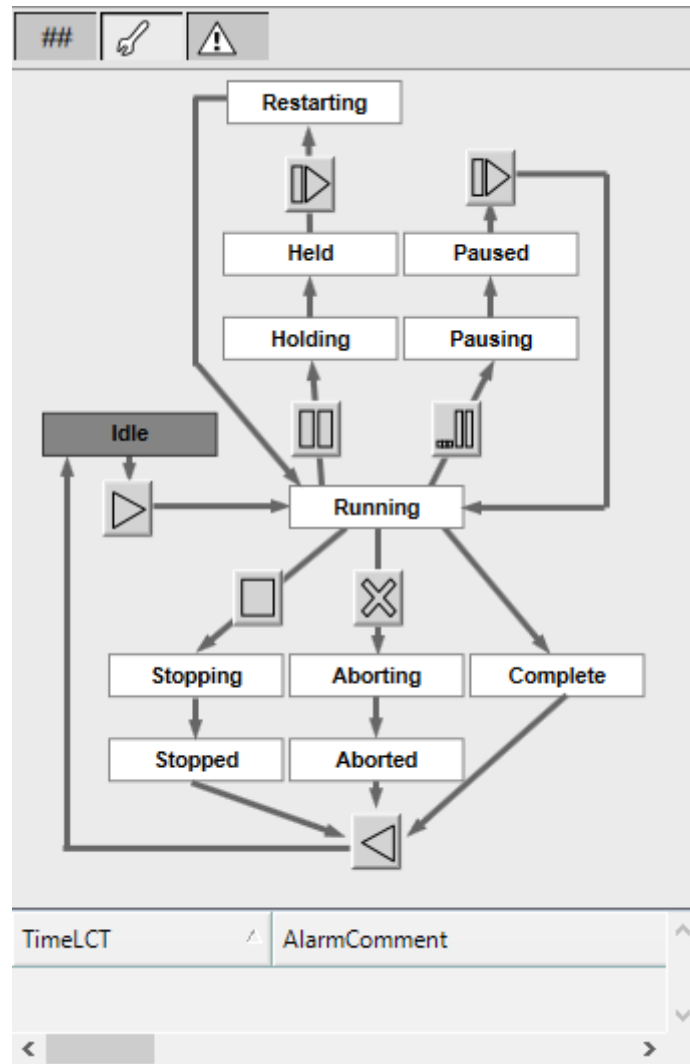 ##
Restarting
Held
Paused
Holding
Pausing
Idle
Running
Stopping
Aborting
Complete
Stopped
Aborted
TimeLCT
AlarmComment